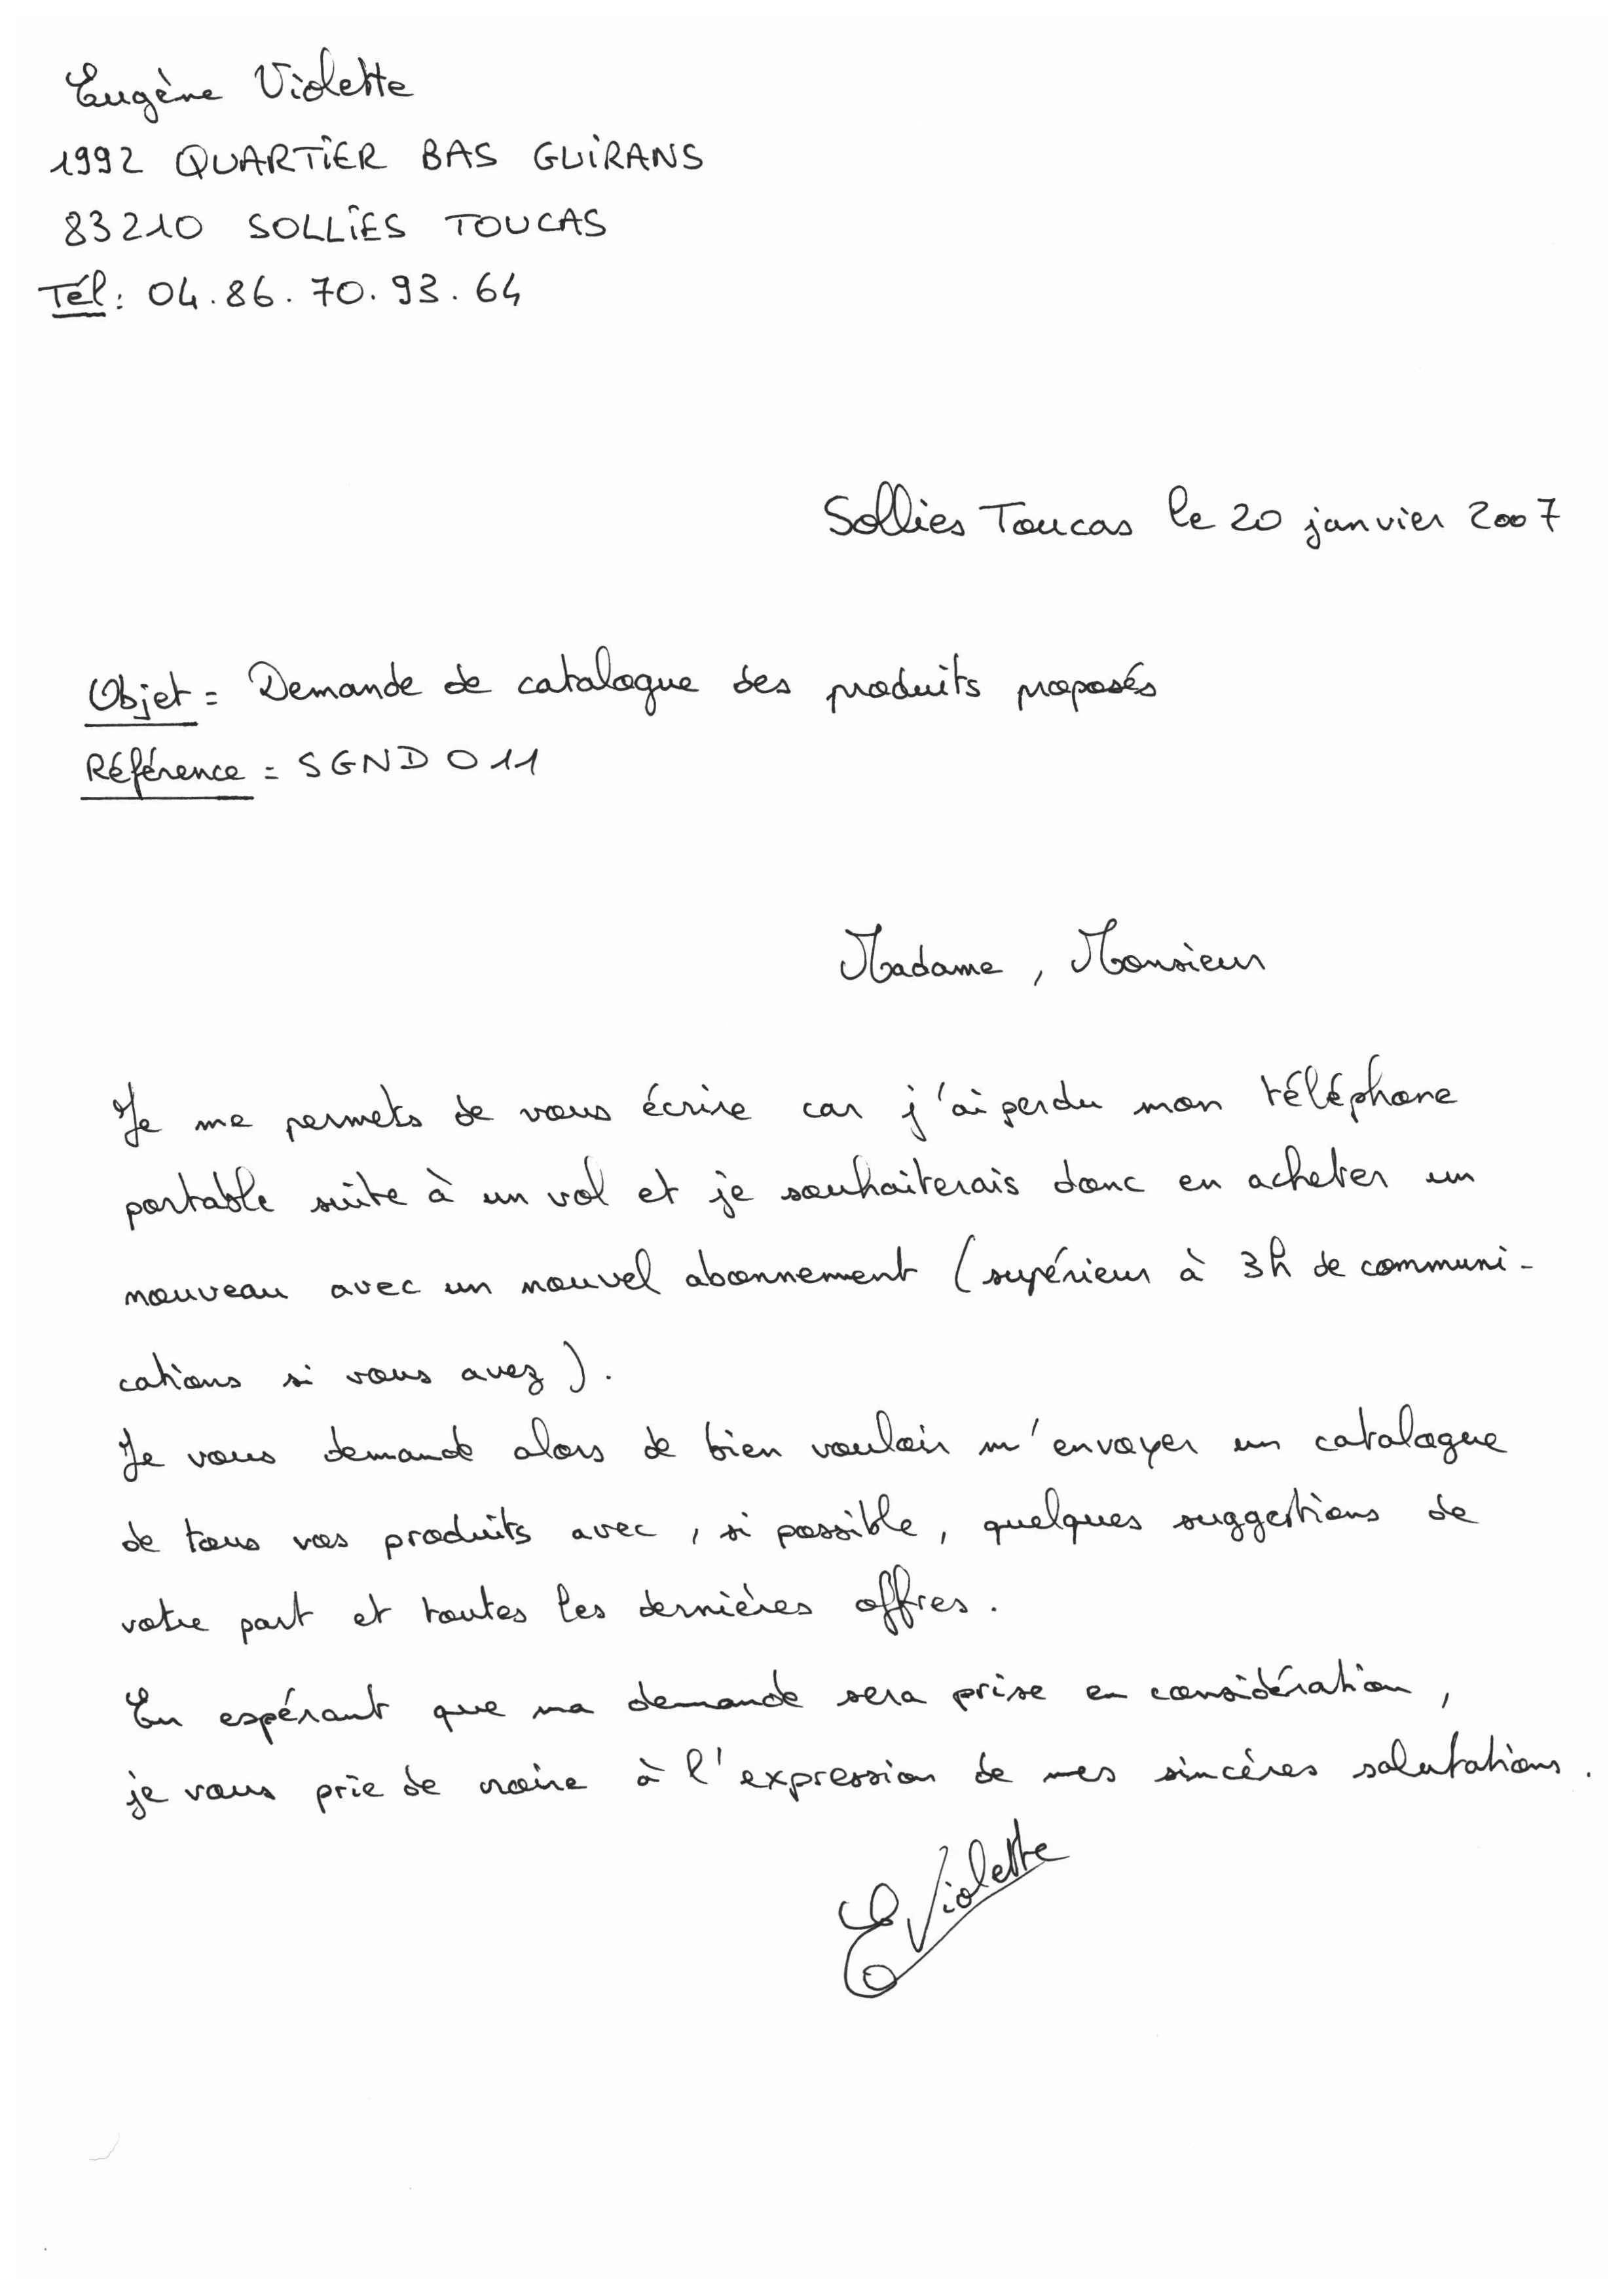 Eugène Violette
1992 QUARTIER BAS GUIRANS
83210 SOLLIES TOUCAS
Tél: 04.86.70.93.64
Sollies Toucas le 20 janvier 2007
Objet = Demande de catalogue des produits proposés
Référence = SGND011
Madame, Monsieur
Je me permets de vous écrire car j'ai perdu mon téléphone
portable suite à un vol et je souhaiterais donc en acheter un
nouveau avec un nouvel abonnement (supérieur à 3h de communi-
cations si vous avez).
Je vous demande alors de bien vouloir m'envoyer un catalogue
de tous vos produits avec, si possible, quelques suggestions de
votre part et toutes les dernières offres.
En espérant que ma demande sera prise en considération,
je vous prie de croire à l'expression de mes sincères salutations.
E Violette